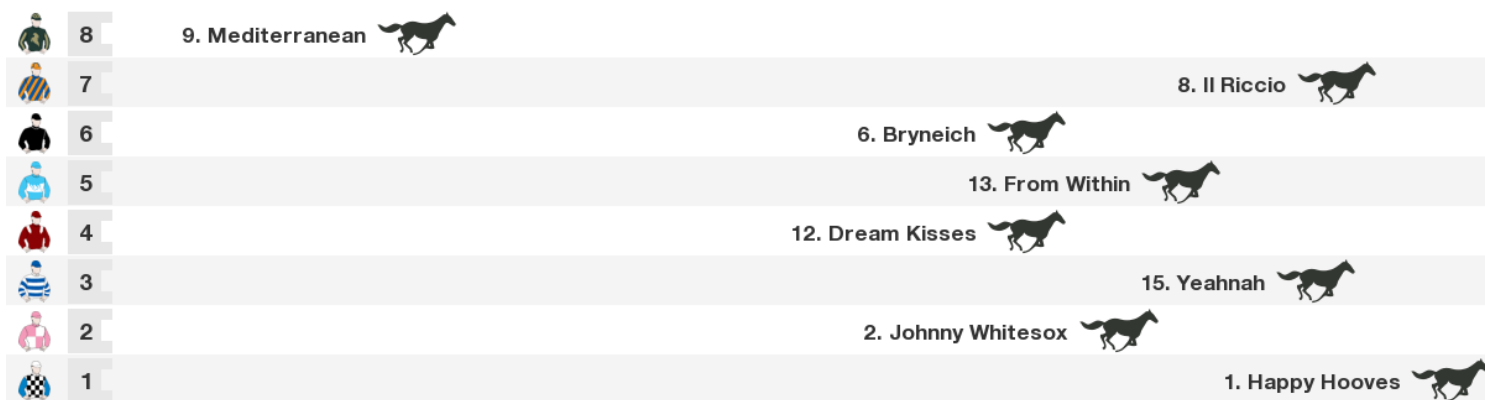 8 9. Mediterranean
7 8. Il Riccio
6 6. Bryneich
5 13. From Within
4 12. Dream Kisses
3 15. Yeahnah
2 2. Johnny Whitesox
1 1. Happy Hooves